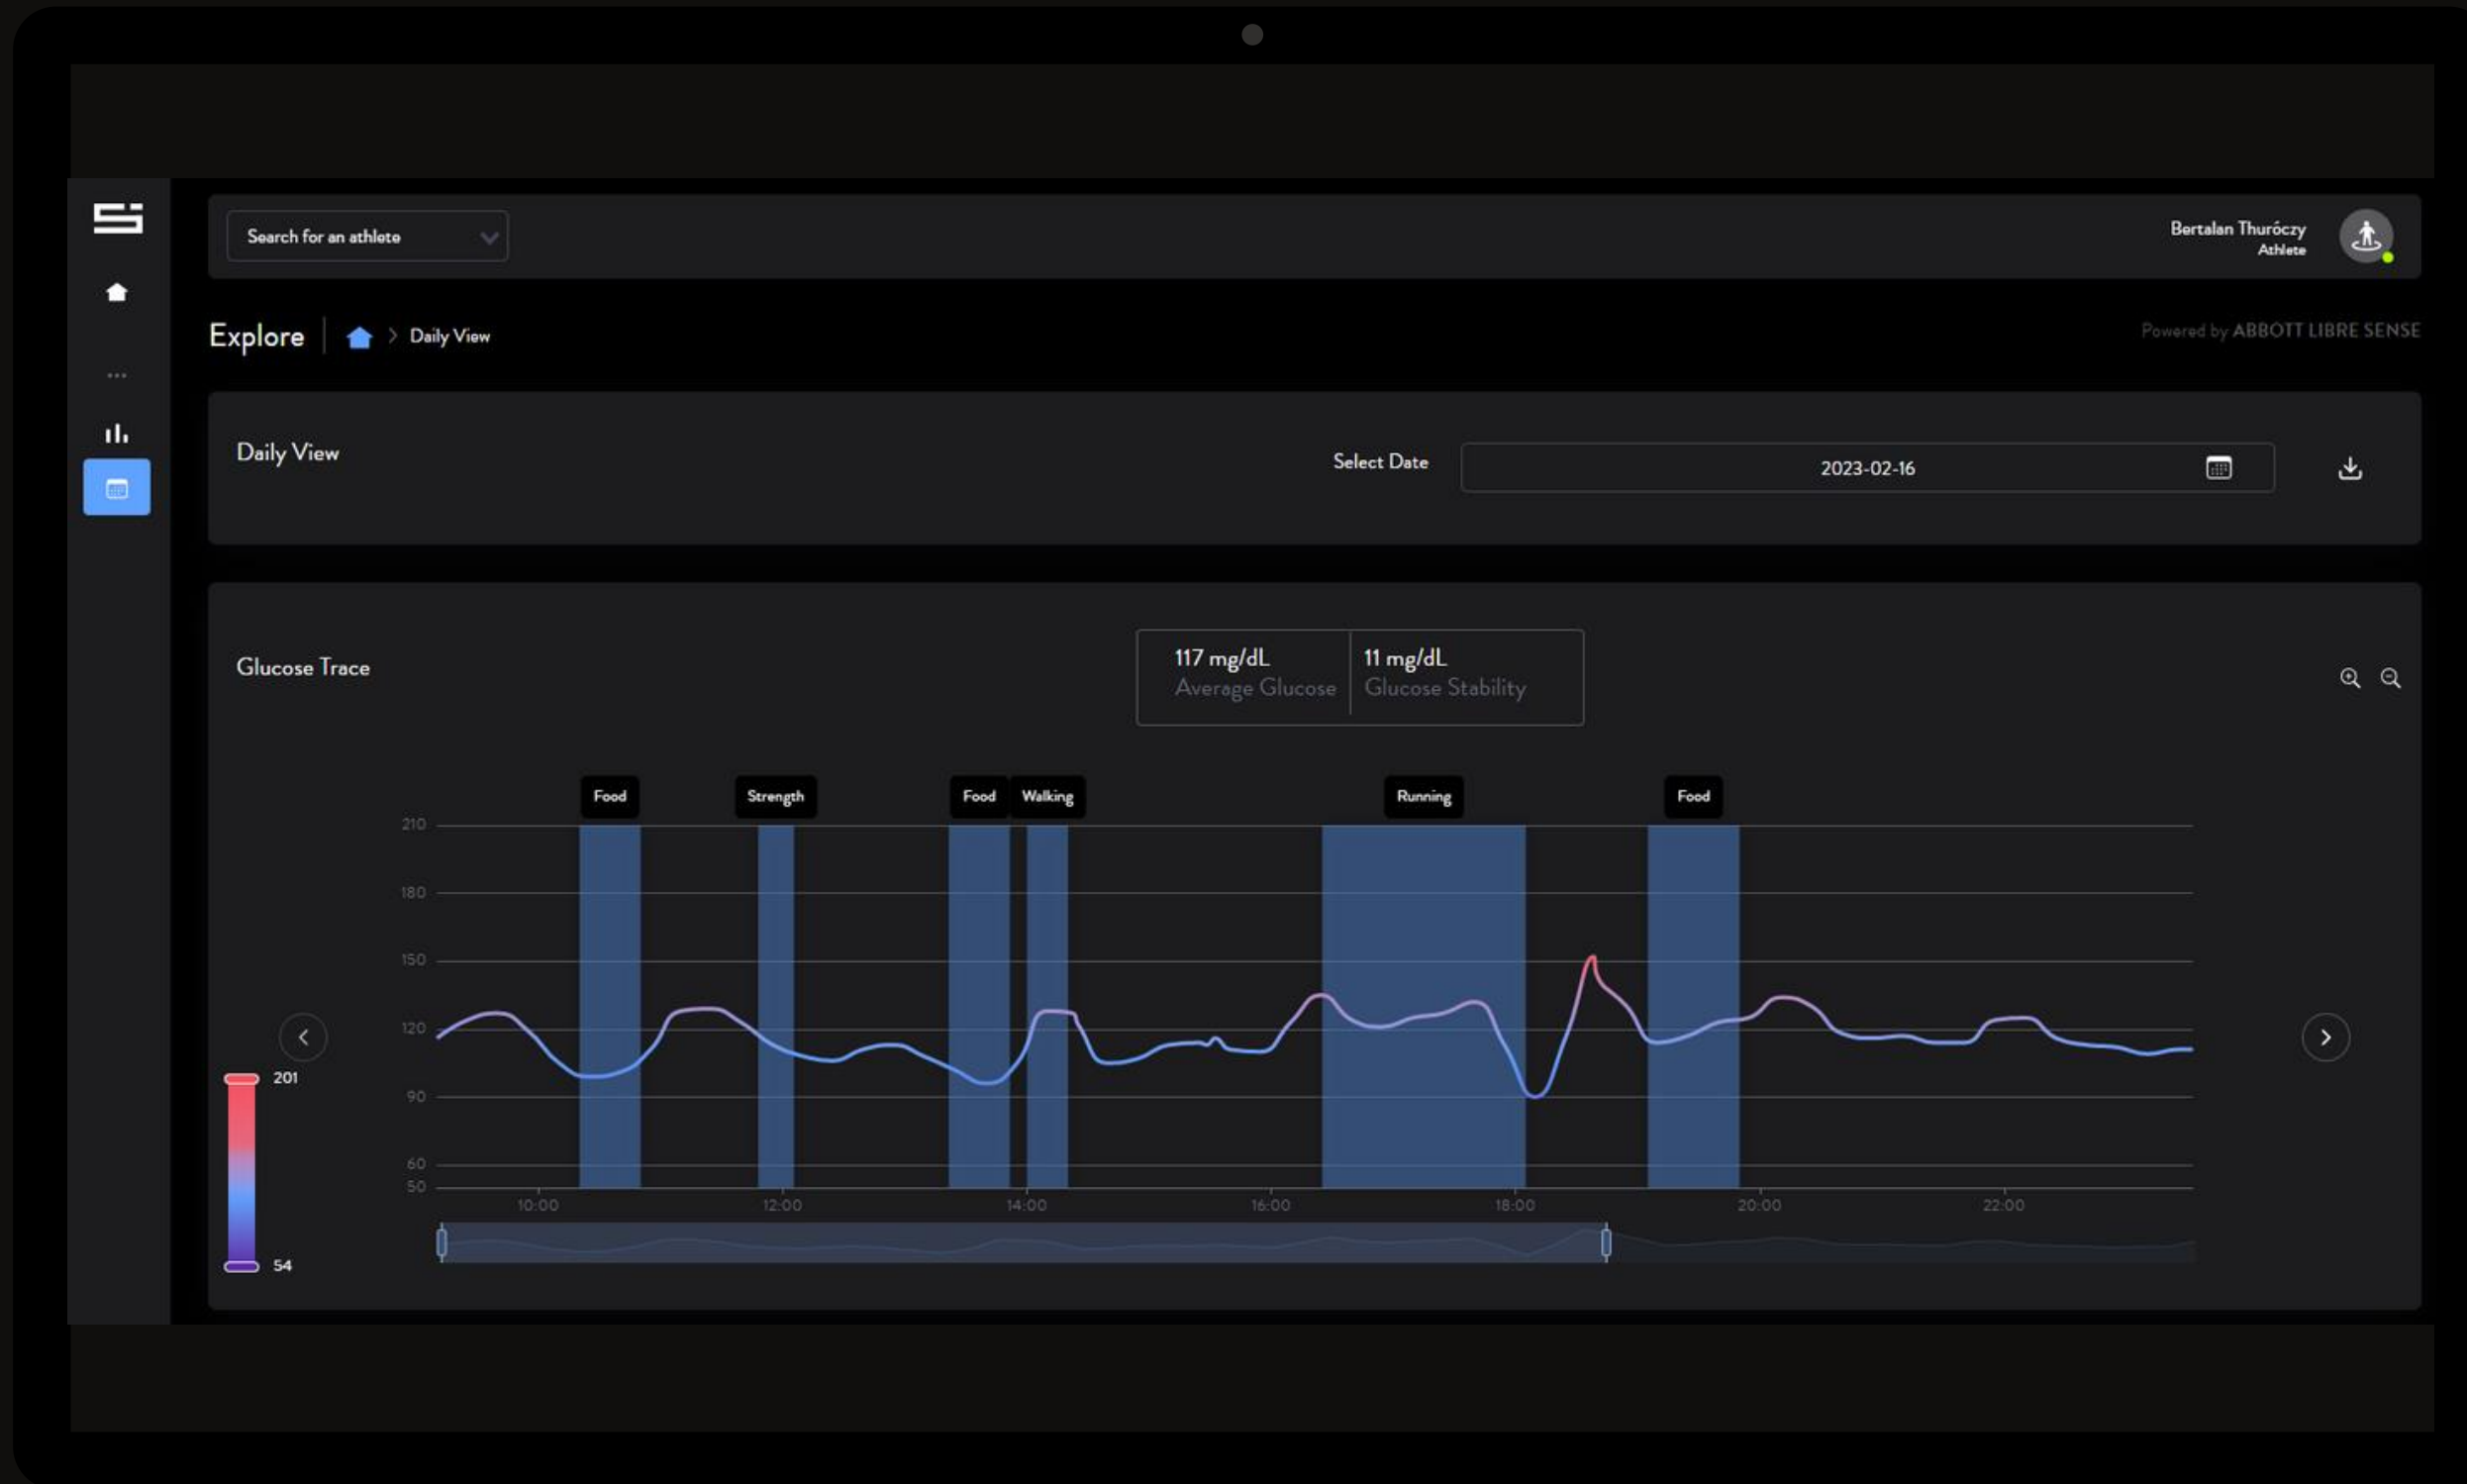 Search for an athlete
Bertalan Thuróczy
Athlete
Explore
Daily View
Powered by ABBOTT LIBRE SENSE
Daily View
Select Date
2023-02-16
Glucose Trace
117 mg/dL
Average Glucose
11 mg/dL
Glucose Stability
Food
Strength
Food
Walking
Running
Food
210
180
150
120
90
60
50
201
54
10:00
12:00
14:00
16:00
18:00
20:00
22:00